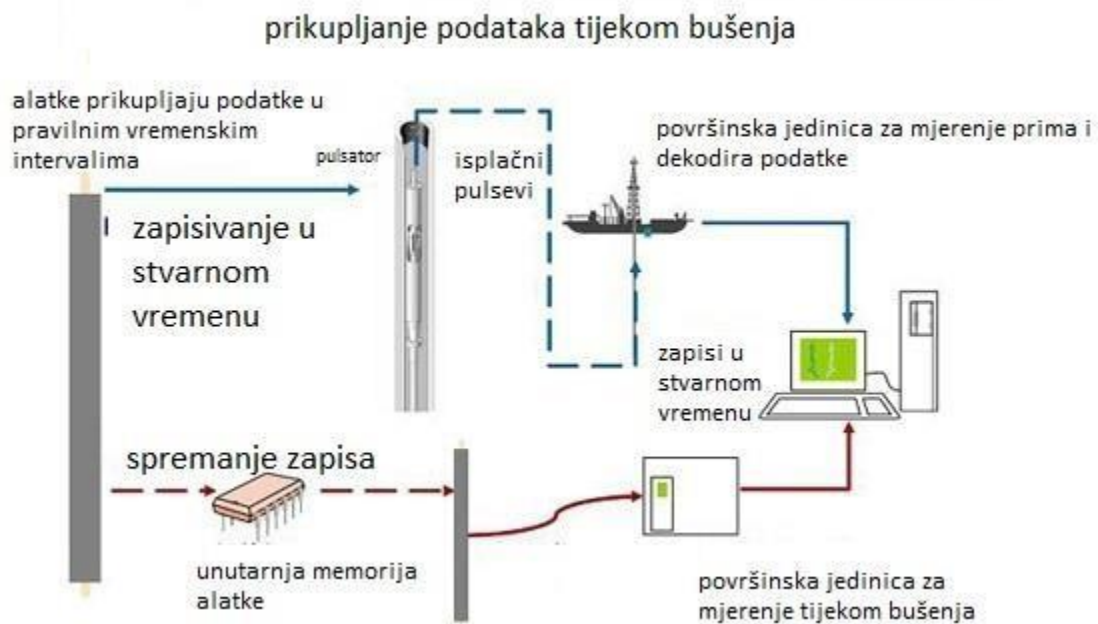 prikupljanje podataka tijekom bušenja
alatke prikupljaju podatke u
pravilnim vremenskim
intervalima
pulsator
isplačni
pulsevi
površinska jedinica za mjerenje prima i
dekodira podatke
zapisivanje u
stvarnom
vremenu
zapisi u
stvarnom
vremenu
spremanje zapisa
unutarnja memorija
alatke
površinska jedinica za
mjerenje tijekom bušenja